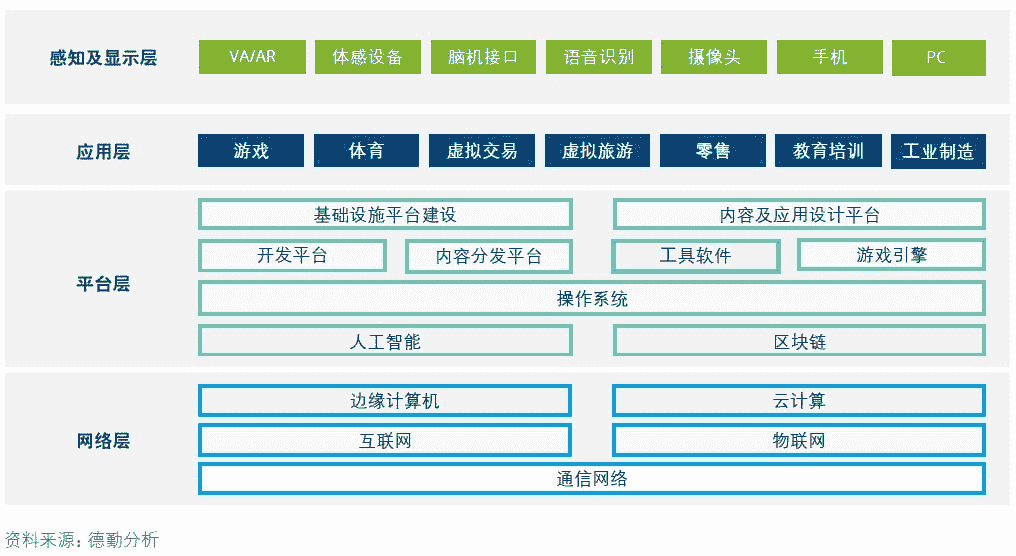 感知及显示层 VA/AR 体感设备 脑机接口 语音识别 摄像头 手机 PC
应用层 游戏 体育 虚拟交易 虚拟旅游 零售 教育培训 工业制造
基础设施平台建设 内容及应用设计平台
开发平台 内容分发平台 工具软件 游戏引擎
平台层
操作系统
人工智能 区块链
边缘计算机 云计算
网络层 互联网 物联网
通信网络
资料来源：德勤分析